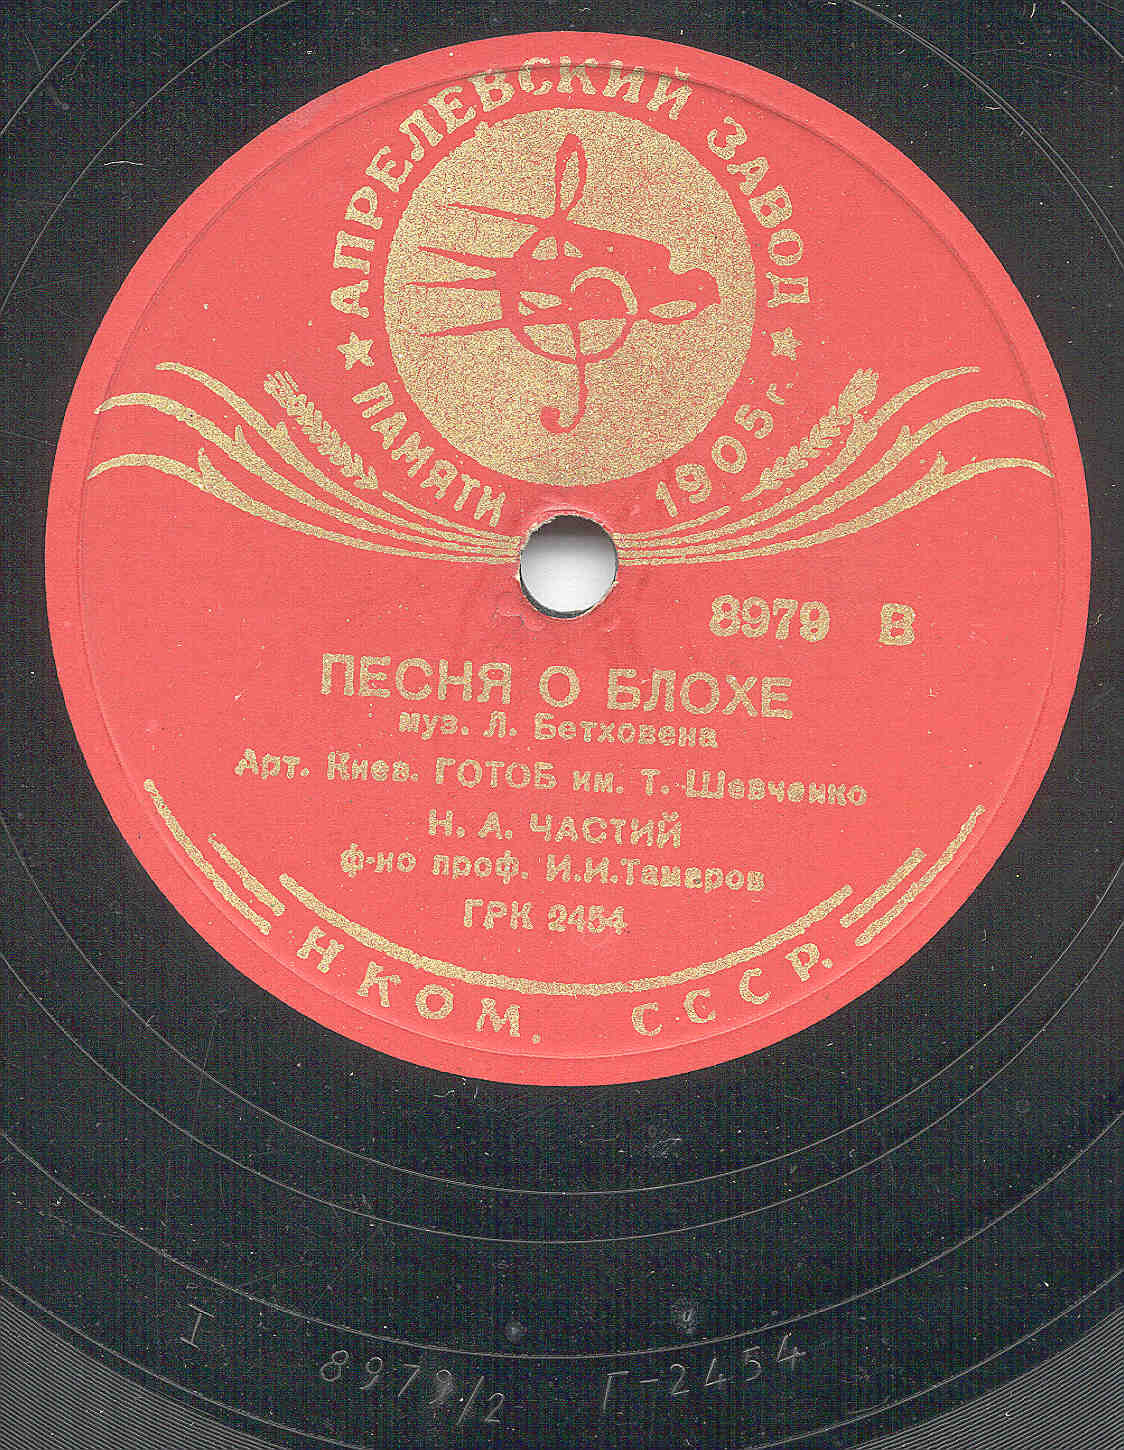 АПРЕЛЕВСКИЙ ЗАВОД
ПАМЯТИ 1905 г.
8979 В
ПЕСНЯ О БЛОХЕ
муз. Л. Бетховена
Арт. Киев. ГОТОБ им. Т. Шевченко
Н. А. ЧАСТИЙ
ф-но проф. И.И.Тамеров
ГРК 2454
НКОМ. СССР.
I 8979/2 Г-2454